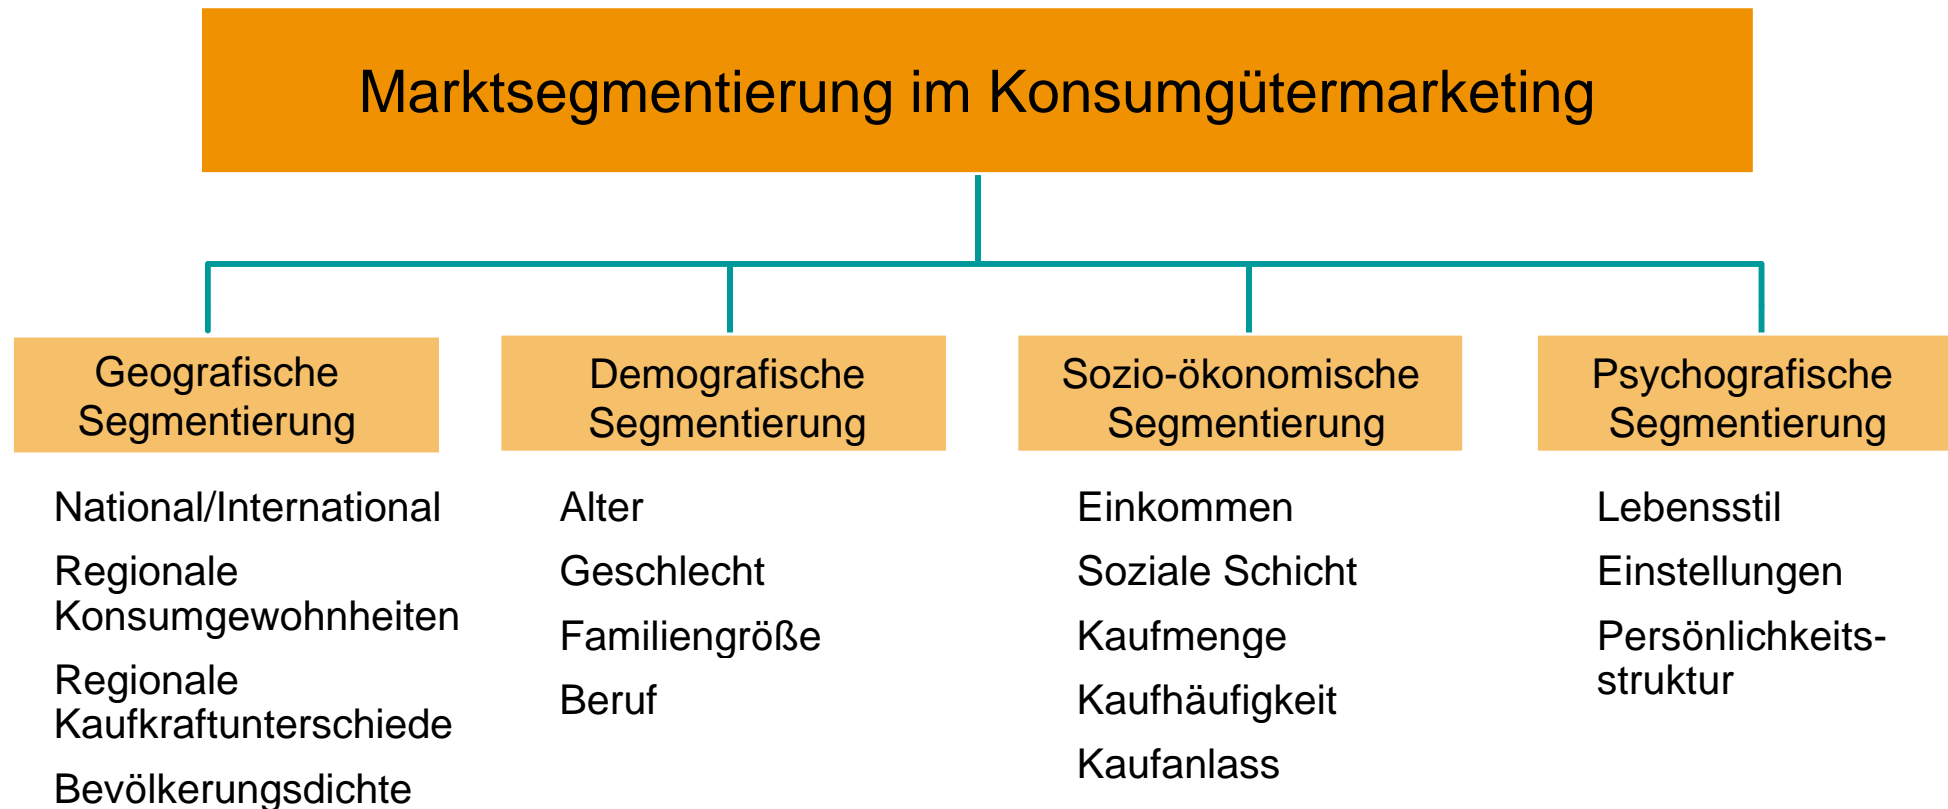 Marktsegmentierung im Konsumgütermarketing
Geografische
Segmentierung
National/International
Regionale
Konsumgewohnheiten
Regionale
Kaufkraftunterschiede
Bevölkerungsdichte
Demografische
Segmentierung
Alter
Geschlecht
Familiengröße
Beruf
Sozio-ökonomische
Segmentierung
Einkommen
Soziale Schicht
Kaufmenge
Kaufhäufigkeit
Kaufanlass
Psychografische
Segmentierung
Lebensstil
Einstellungen
Persönlichkeits-
struktur